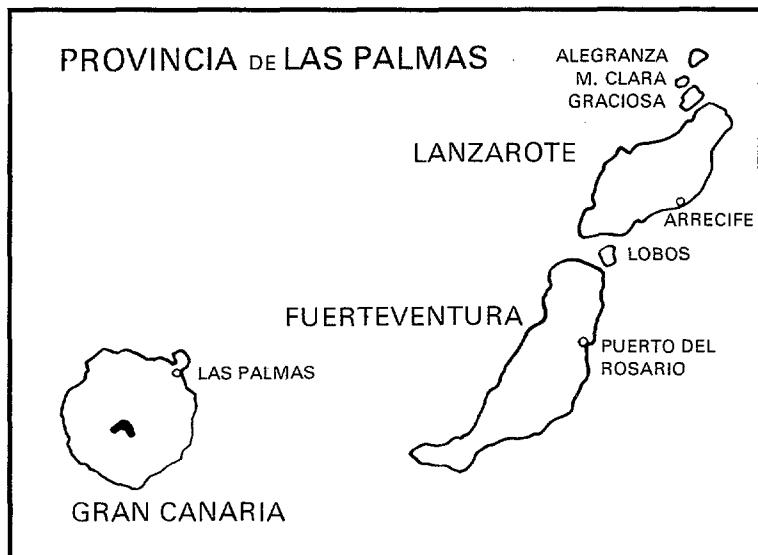 PROVINCIA DE LAS PALMAS
ALEGRANZA
M. CLARA
GRACIOSA
LANZAROTE
ARRECIFE
LOBOS
FUERTEVENTURA
PUERTO DEL
ROSARIO
LAS PALMAS
GRAN CANARIA